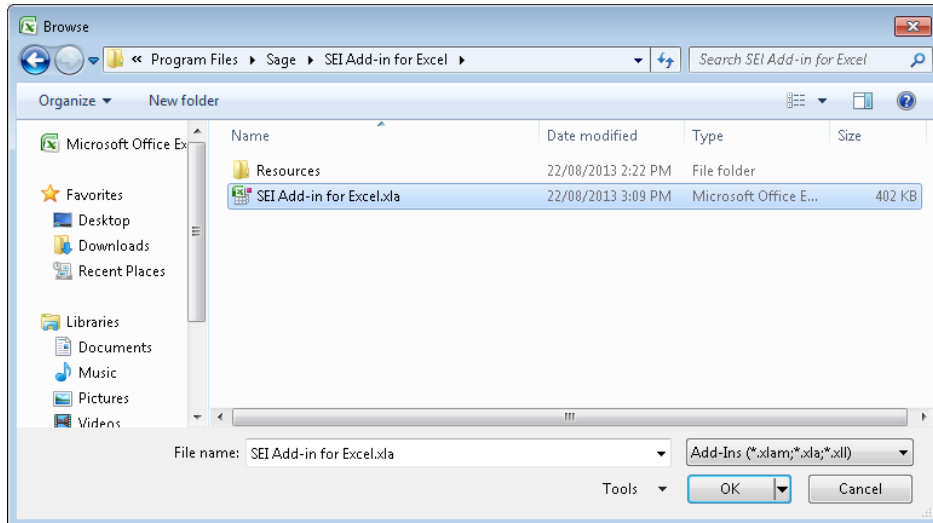 Browse
« Program Files ▸ Sage ▸ SEI Add-in for Excel ▸
Search SEI Add-in for Excel
Organize
New folder
Microsoft Office Ex
Name
Date modified
Type
Size
Resources
22/08/2013 2:22 PM
File folder
SEI Add-in for Excel.xla
22/08/2013 3:09 PM
Microsoft Office E...
402 KB
Favorites
Desktop
Downloads
Recent Places
Libraries
Documents
Music
Pictures
Videos
File name:
SEI Add-in for Excel.xla
Add-Ins (*.xlam;*.xla;*.xll)
Tools
OK
Cancel